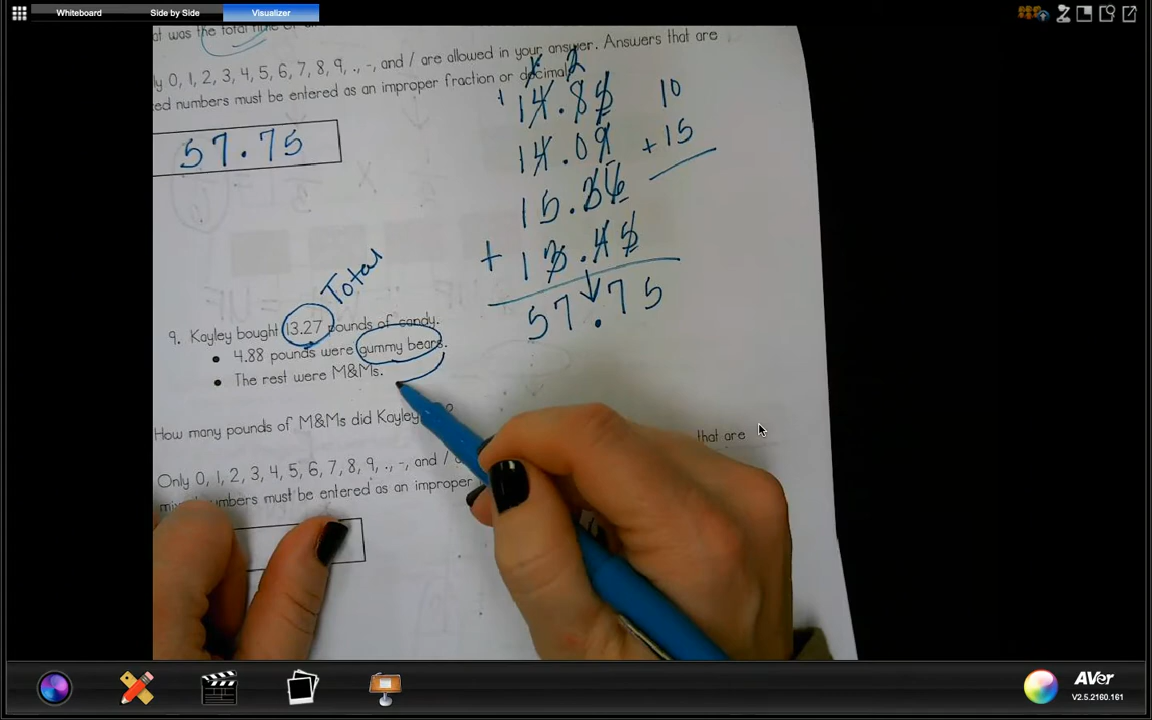 Whiteboard Side by Side Visualizer
at was the total
ly 0, 1, 2, 3, 4, 5, 6, 7, 8, 9, ., -, and / are allowed in your answer. Answers that are
ed numbers must be entered as an improper fraction or decimal.
57.75
14.85
14.09
15.36
+ 13.45
57.75
10
+ 15
Total
9. Kayley bought 13.27 pounds of candy.
• 4.88 pounds were gummy bears.
• The rest were M&Ms.
How many pounds of M&Ms did Kayley ?
Only 0, 1, 2, 3, 4, 5, 6, 7, 8, 9, ., -, and /
that are
numbers must be entered as an improper
AVer
V2.5.2160.161